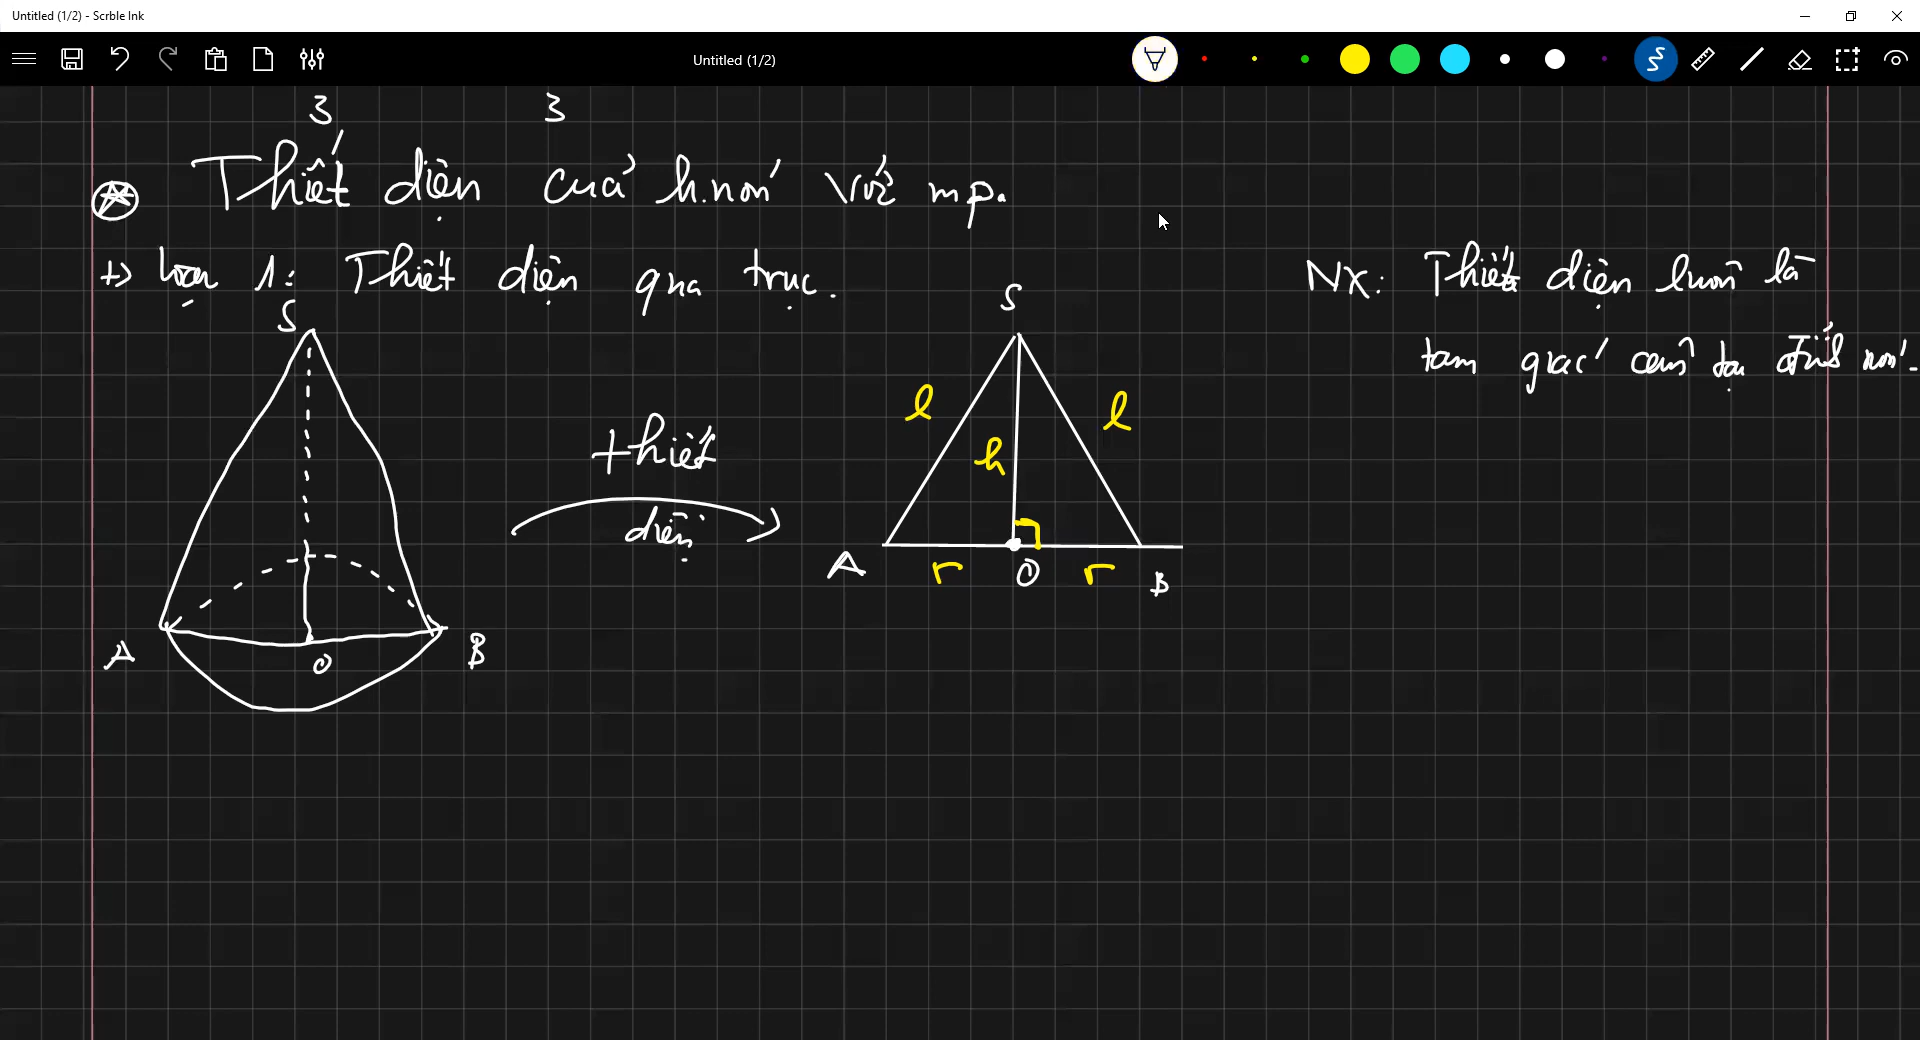 Untitled (1/2) - Scrble Ink
Untitled (1/2)
3 3
Thiết diện của h.nón với mp.
+> Loại 1: Thiết diện qua trục.
NX: Thiết diện luôn là
tam giác cân tại đỉnh nón.
S
A O B
thiết
diện
S
l h l
A r O r B